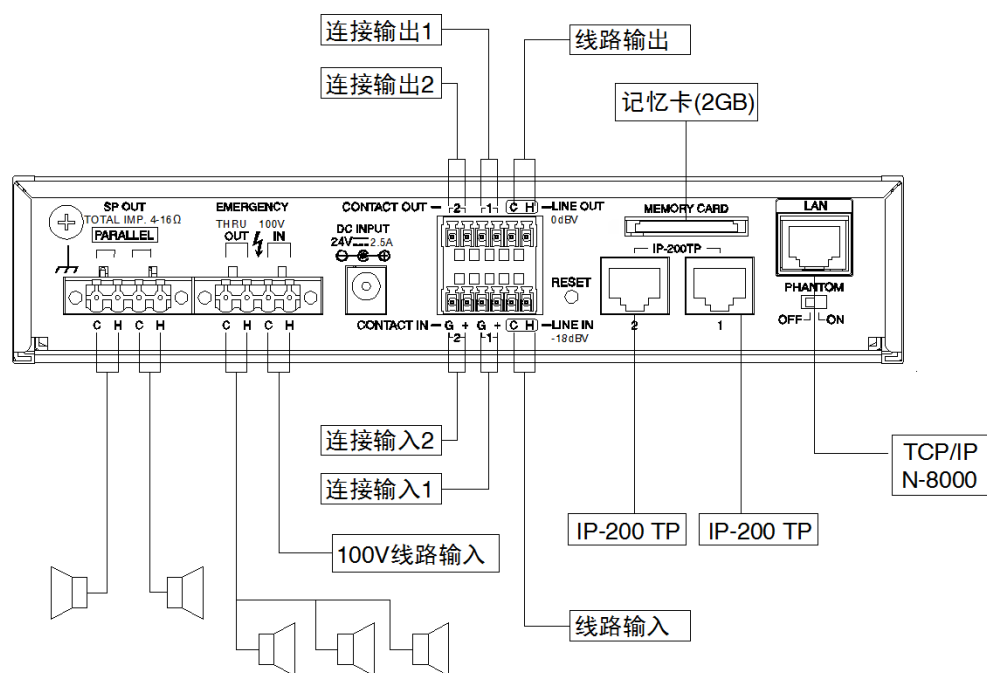 连接输出1
线路输出
连接输出2
记忆卡(2GB)
SP OUT
TOTAL IMP. 4-16Ω
PARALLEL
EMERGENCY
THRU 100V
OUT IN
CONTACT OUT
2 1 C H
LINE OUT
0dBV
DC INPUT
24V 2.5A
MEMORY CARD
IP-200TP
LAN
RESET
PHANTOM
OFF ON
C H C H
C H C H
CONTACT IN
G + G + C H
2 1
LINE IN
-18dBV
2 1
连接输入2
连接输入1
TCP/IP
N-8000
IP-200 TP
IP-200 TP
100V线路输入
线路输入